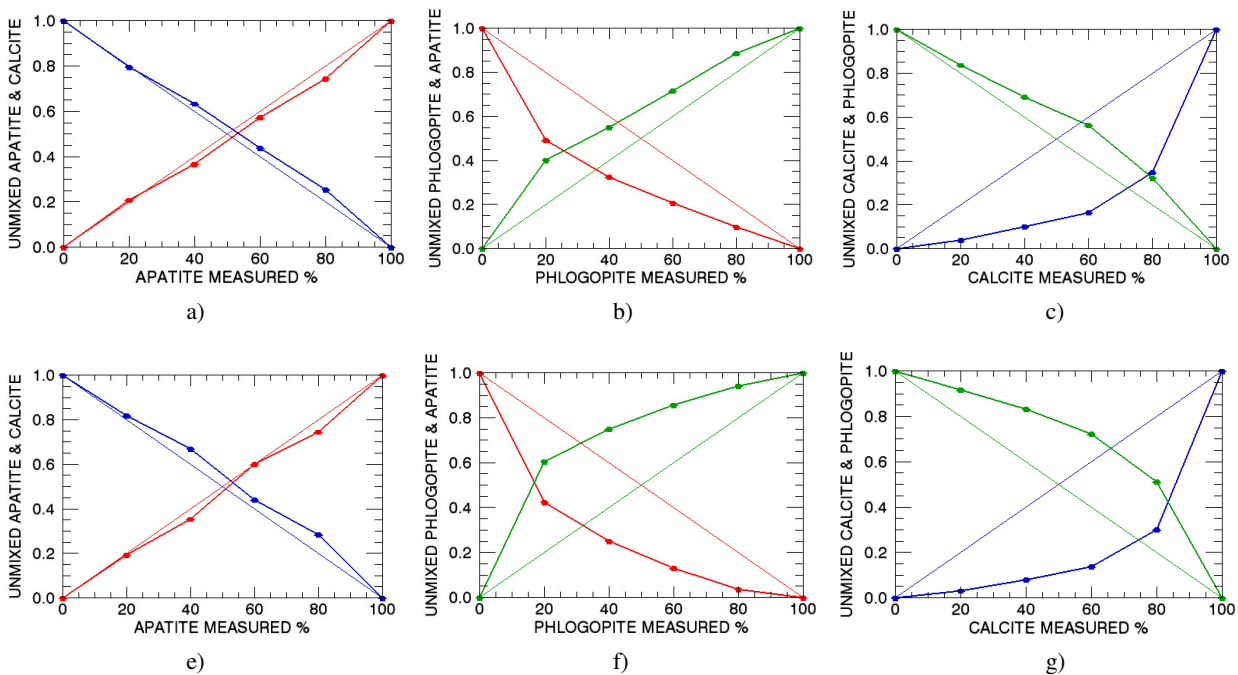 UNMIXED APATITE & CALCITE
1.0
0.8
0.6
0.4
0.2
0.0
0 20 40 60 80 100
APATITE MEASURED %
a)
UNMIXED PHLOGOPITE & APATITE
1.0
0.8
0.6
0.4
0.2
0.0
0 20 40 60 80 100
PHLOGOPITE MEASURED %
b)
UNMIXED CALCITE & PHLOGOPITE
1.0
0.8
0.6
0.4
0.2
0.0
0 20 40 60 80 100
CALCITE MEASURED %
c)
UNMIXED APATITE & CALCITE
1.0
0.8
0.6
0.4
0.2
0.0
0 20 40 60 80 100
APATITE MEASURED %
e)
UNMIXED PHLOGOPITE & APATITE
1.0
0.8
0.6
0.4
0.2
0.0
0 20 40 60 80 100
PHLOGOPITE MEASURED %
f)
UNMIXED CALCITE & PHLOGOPITE
1.0
0.8
0.6
0.4
0.2
0.0
0 20 40 60 80 100
CALCITE MEASURED %
g)